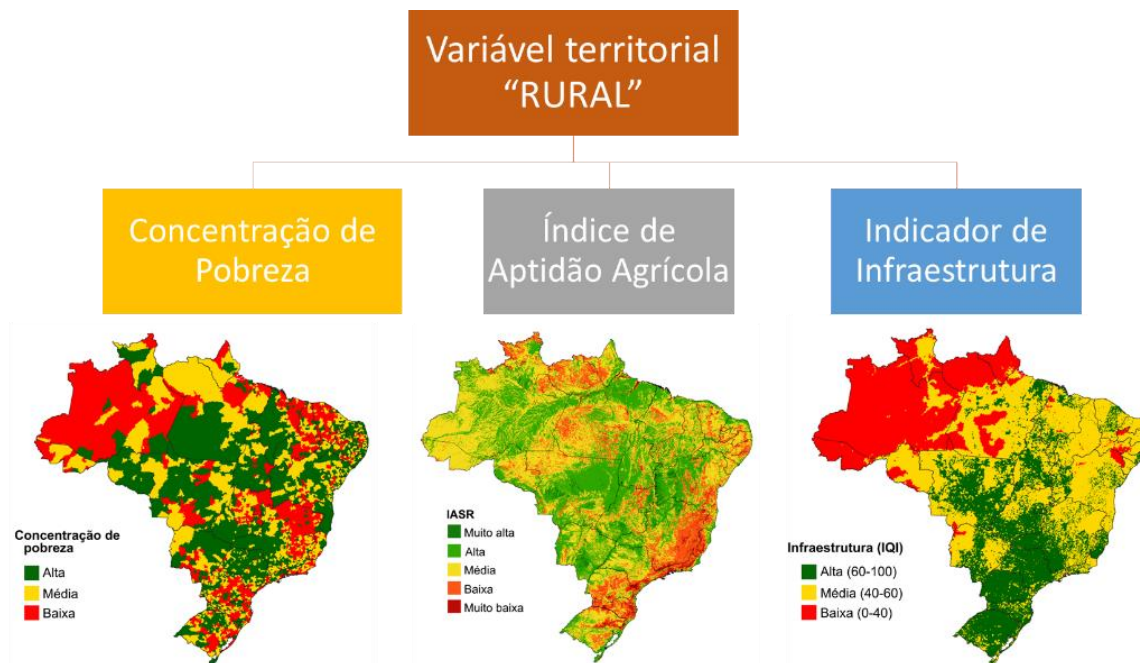 Variável territorial
“RURAL”
Concentração de
Pobreza
Índice de
Aptidão Agrícola
Indicador de
Infraestrutura
Concentração de
pobreza
Alta
Média
Baixa
IASR
Muito alta
Alta
Média
Baixa
Muito baixa
Infraestrutura (IQI)
Alta (60-100)
Média (40-60)
Baixa (0-40)